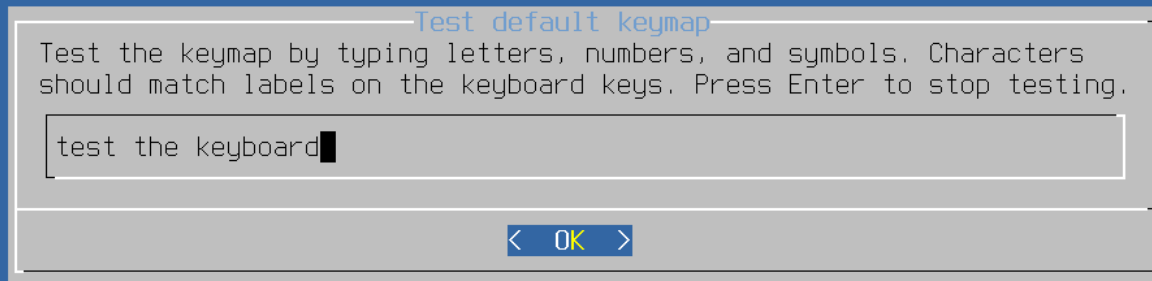 Test default keymap
Test the keymap by typing letters, numbers, and symbols. Characters
should match labels on the keyboard keys. Press Enter to stop testing.
test the keyboard
< OK >